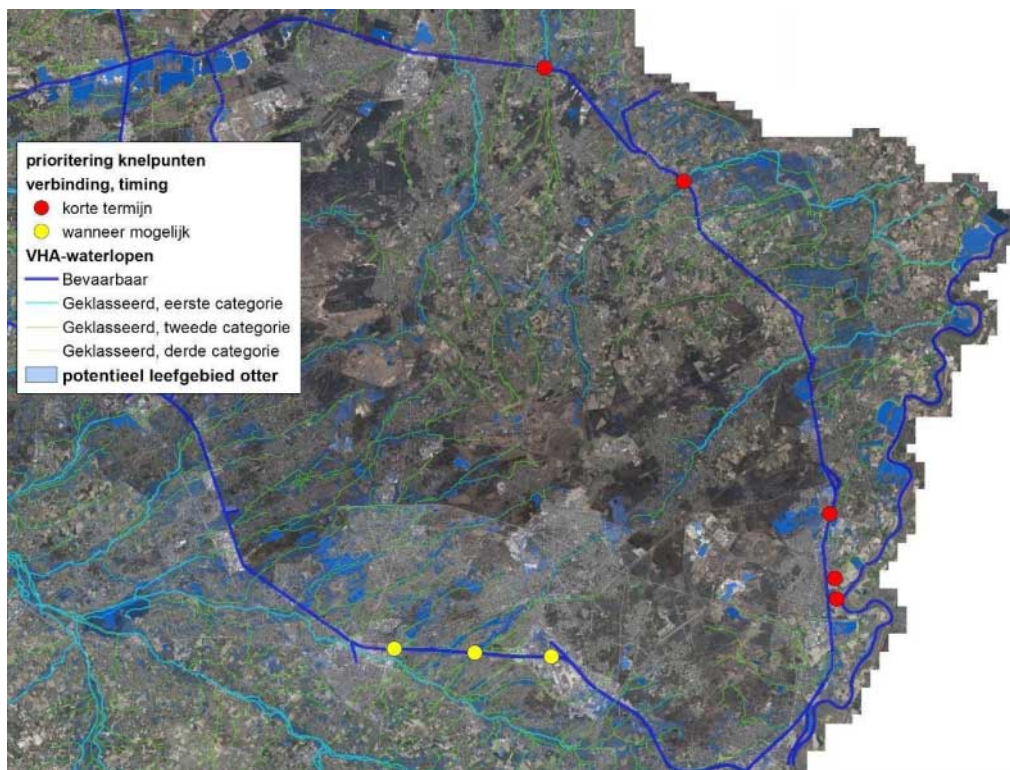 prioritering knelpunten
verbinding, timing
korte termijn
wanneer mogelijk
VHA-waterlopen
Bevaarbaar
Geklasseerd, eerste categorie
Geklasseerd, tweede categorie
Geklasseerd, derde categorie
potentieel leefgebied otter